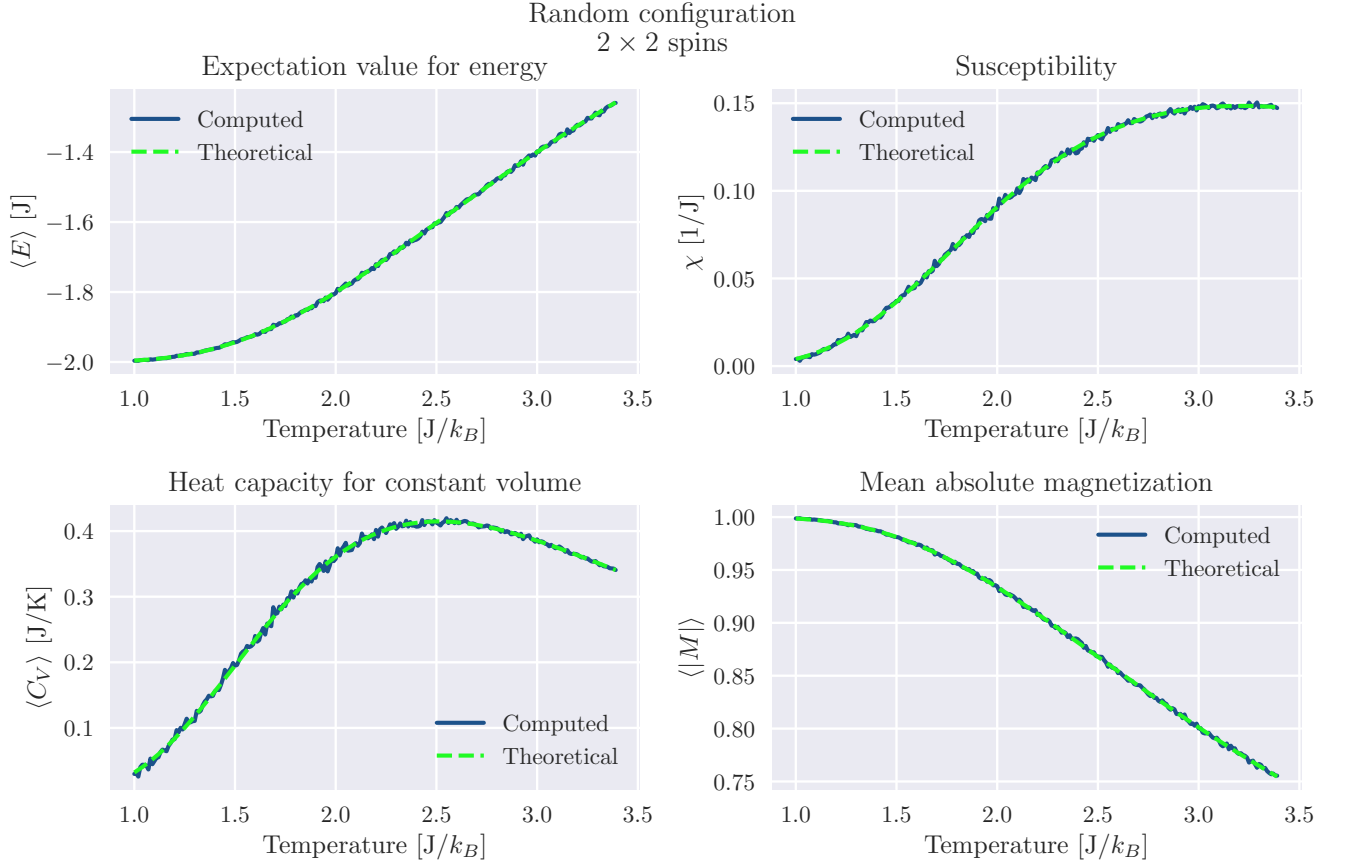 Random configuration
2 × 2 spins
Expectation value for energy
Computed
Theoretical
⟨E⟩ [J]
−1.4
−1.6
−1.8
−2.0
1.0 1.5 2.0 2.5 3.0 3.5
Temperature [J/k_B]
Susceptibility
Computed
Theoretical
χ [1/J]
0.15
0.10
0.05
0.00
1.0 1.5 2.0 2.5 3.0 3.5
Temperature [J/k_B]
Heat capacity for constant volume
⟨C_V⟩ [J/K]
0.4
0.3
0.2
0.1
Computed
Theoretical
1.0 1.5 2.0 2.5 3.0 3.5
Temperature [J/k_B]
Mean absolute magnetization
Computed
Theoretical
⟨|M|⟩
1.00
0.95
0.90
0.85
0.80
0.75
1.0 1.5 2.0 2.5 3.0 3.5
Temperature [J/k_B]